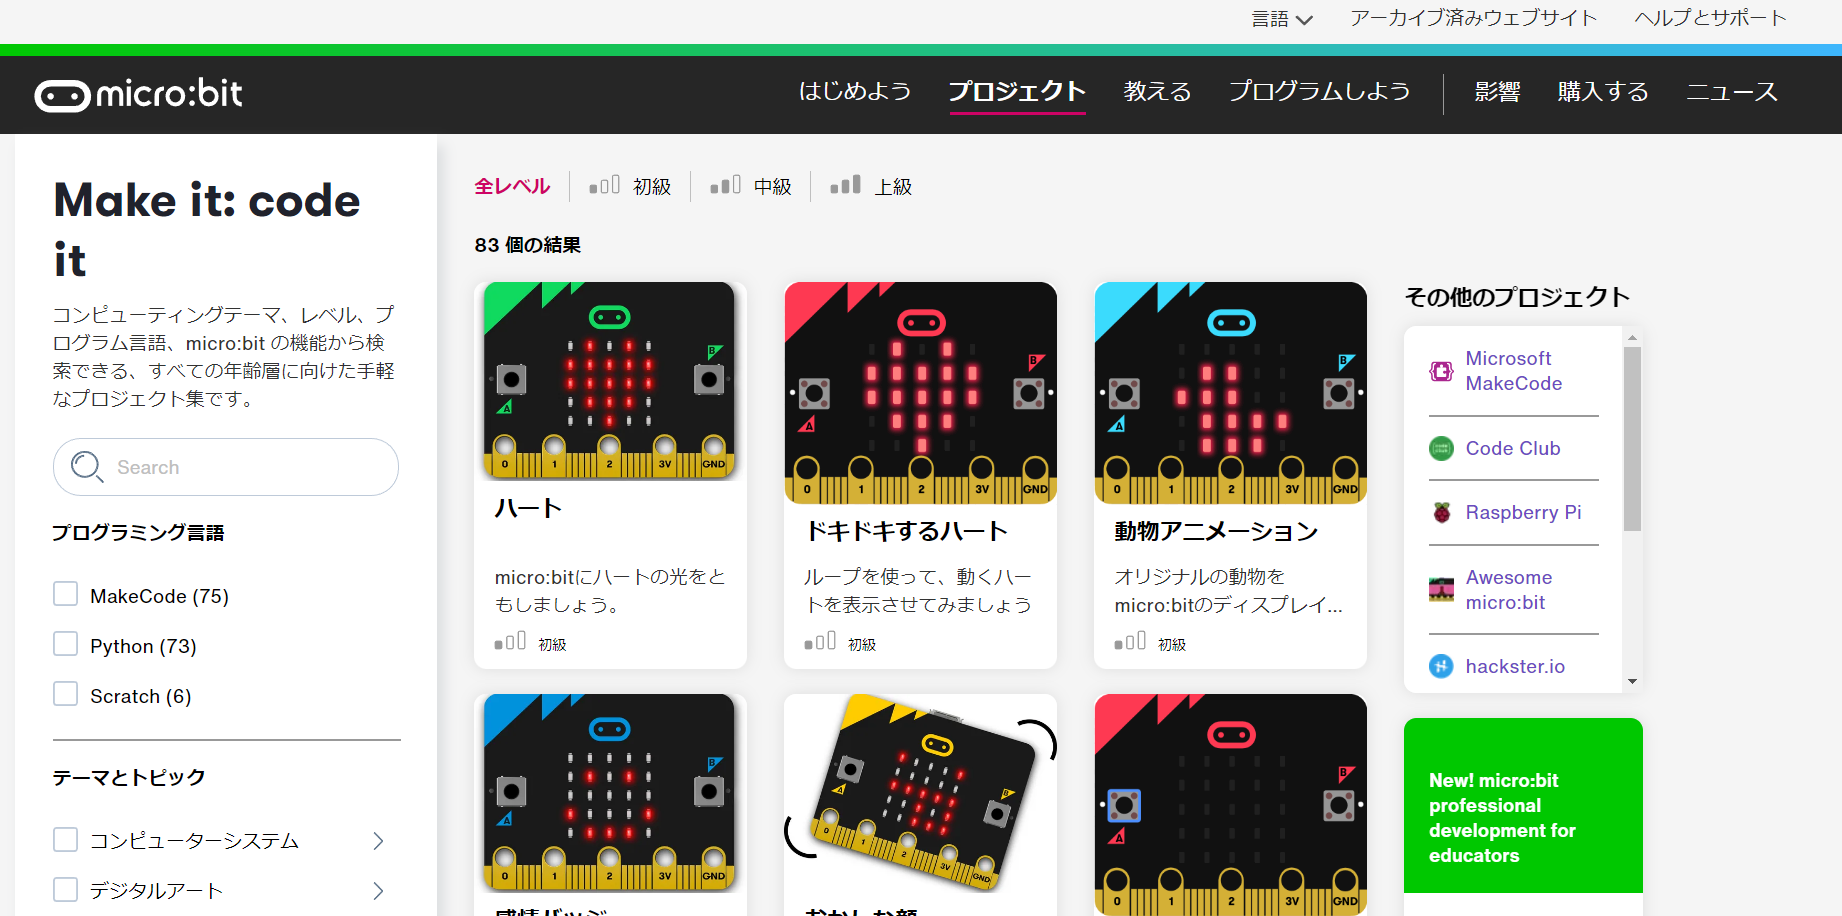 言語
アーカイブ済みウェブサイト
ヘルプとサポート
micro:bit
はじめよう
プロジェクト
教える
プログラムしよう
影響
購入する
ニュース
Make it: code
it
コンピューティングテーマ、レベル、プ
ログラム言語、micro:bit の機能から検
索できる、すべての年齢層に向けた手軽
なプロジェクト集です。
Search
プログラミング言語
MakeCode (75)
Python (73)
Scratch (6)
テーマとトピック
コンピューターシステム
デジタルアート
全レベル
初級
中級
上級
83 個の結果
B
A
0 1 2 3V GND
ハート
micro:bitにハートの光をと
もしましょう。
初級
B
A
0 1 2 3V GND
ドキドキするハート
ループを使って、動くハー
トを表示させてみましょう
初級
B
A
0 1 2 3V GND
動物アニメーション
オリジナルの動物を
micro:bitのディスプレイ...
初級
B
A
0 1 2 3V GND
感情バッジ
B
A
0 1 2 3V GND
おかしな顔
B
A
0 1 2 3V GND
その他のプロジェクト
Microsoft
MakeCode
Code Club
Raspberry Pi
Awesome
micro:bit
hackster.io
New! micro:bit
professional
development for
educators